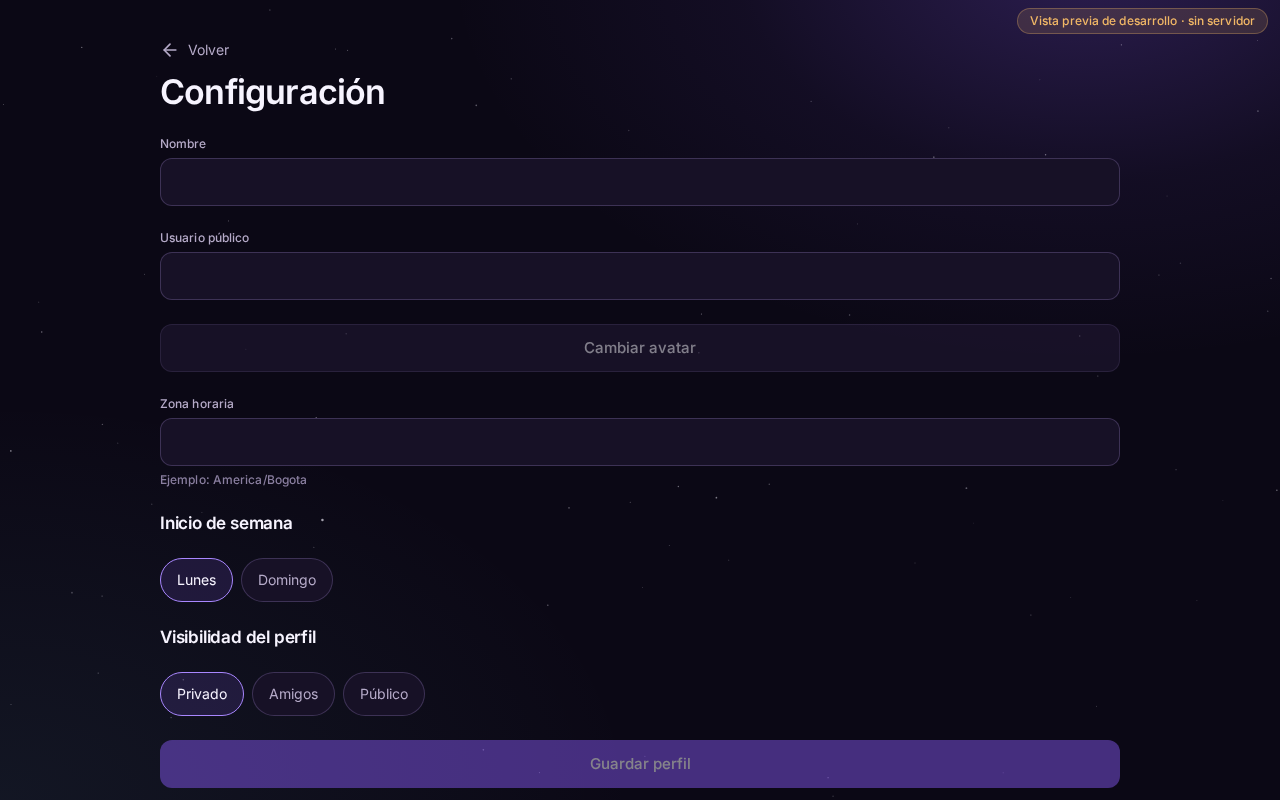 Vista previa de desarrollo · sin servidor
Volver
Configuración
Nombre
Usuario público
Cambiar avatar
Zona horaria
Ejemplo: America/Bogota
Inicio de semana
Lunes
Domingo
Visibilidad del perfil
Privado
Amigos
Público
Guardar perfil